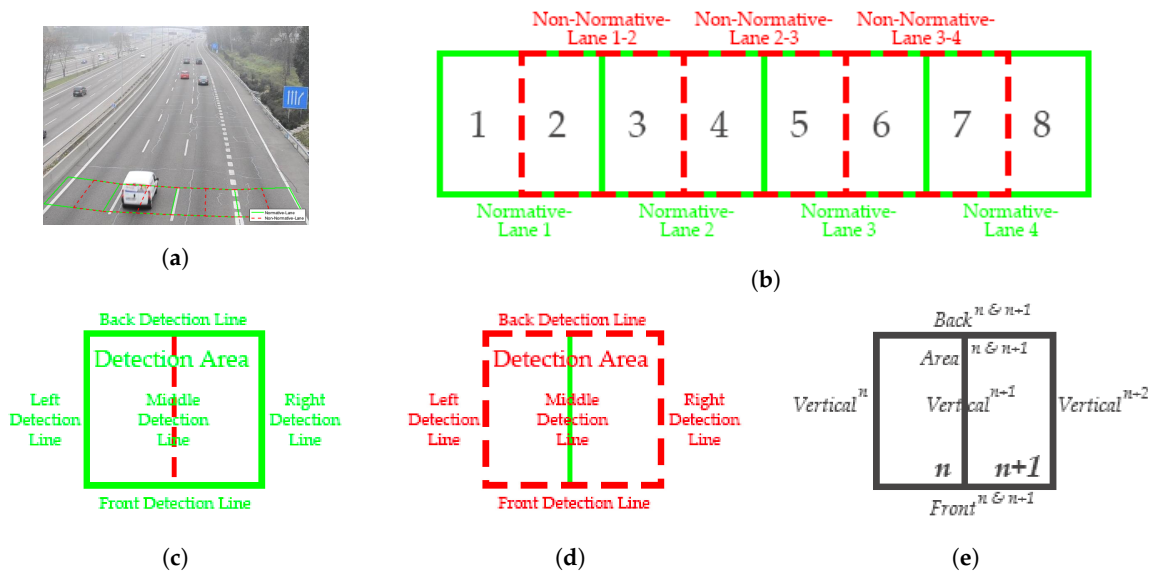 Normative-Lane
Non-Normative-Lane
(a)
Non-Normative-
Lane 1-2
Non-Normative-
Lane 2-3
Non-Normative-
Lane 3-4
1 2 3 4 5 6 7 8
Normative-
Lane 1
Normative-
Lane 2
Normative-
Lane 3
Normative-
Lane 4
(b)
Back Detection Line
Detection Area
Left
Detection
Line
Middle
Detection
Line
Right
Detection
Line
Front Detection Line
(c)
Back Detection Line
Detection Area
Left
Detection
Line
Middle
Detection
Line
Right
Detection
Line
Front Detection Line
(d)
Back n & n+1
Area n & n+1
Vertical n
Vertical n+1
Vertical n+2
n n+1
Front n & n+1
(e)